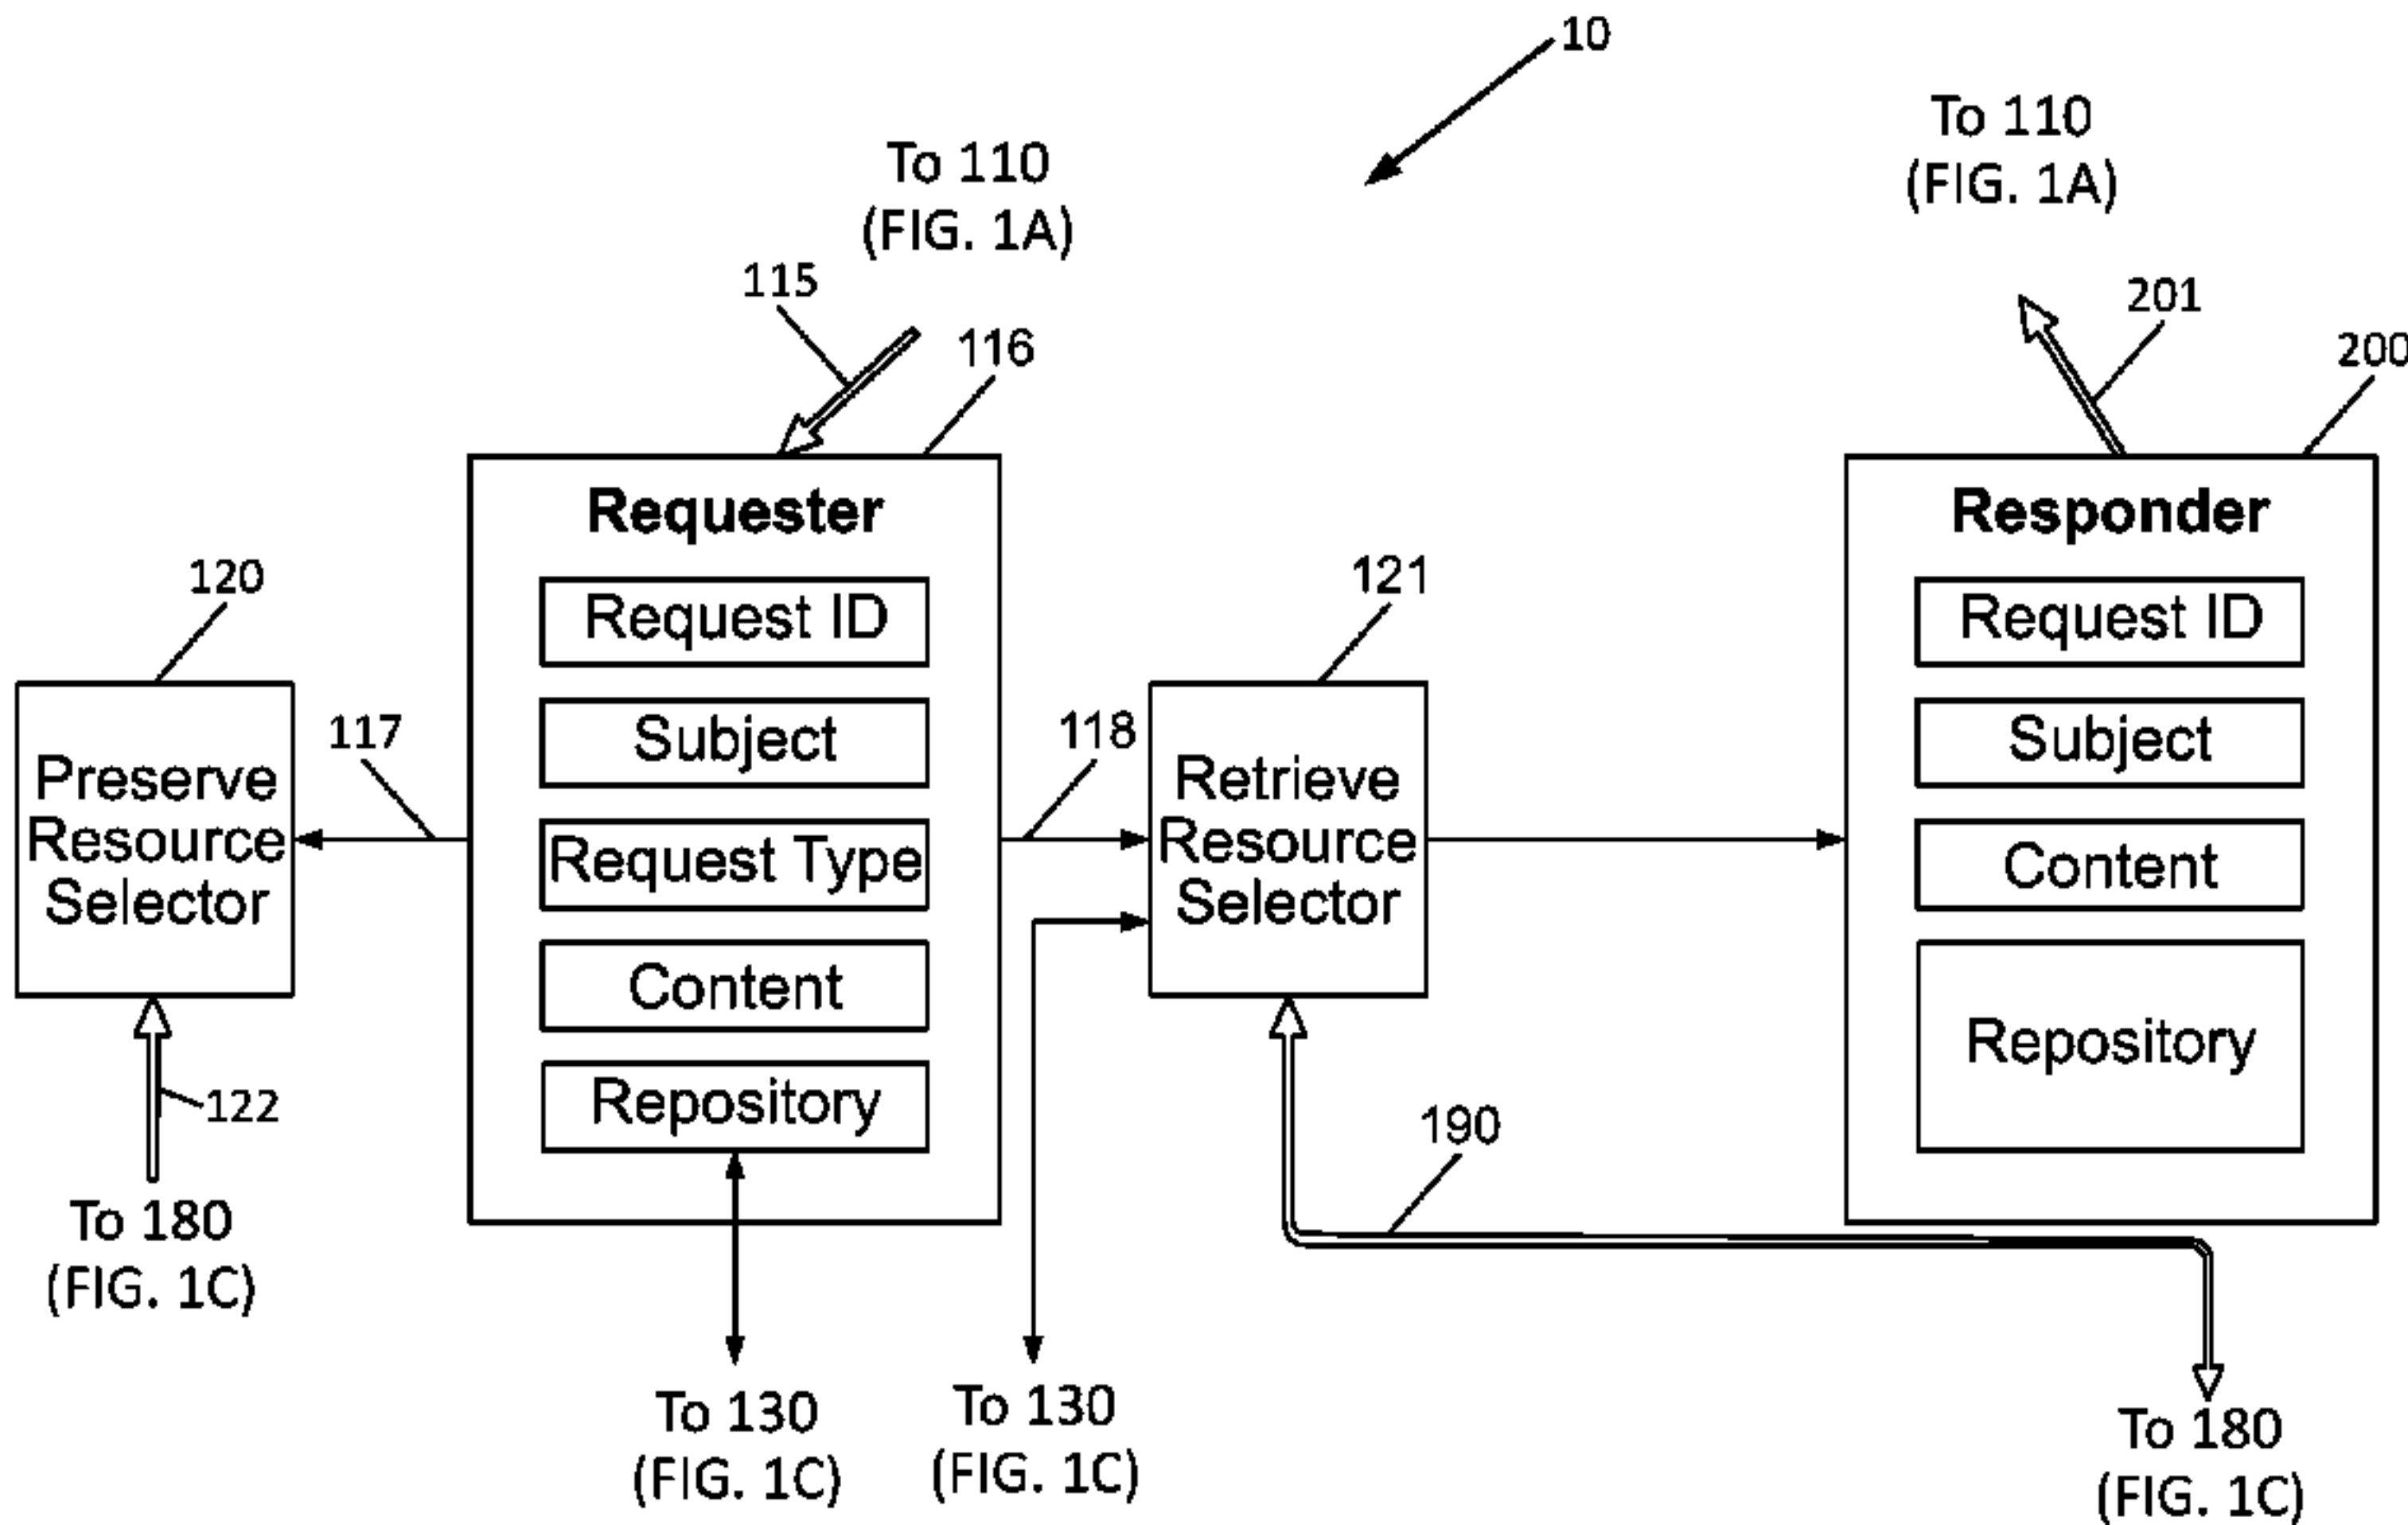 10
To 110
(FIG. 1A)
To 110
(FIG. 1A)
115
116
201
200
Requester
Request ID
Subject
Request Type
Content
Repository
Responder
Request ID
Subject
Content
Repository
120
Preserve
Resource
Selector
117
118
121
Retrieve
Resource
Selector
122
190
To 180
(FIG. 1C)
To 130
(FIG. 1C)
To 130
(FIG. 1C)
To 180
(FIG. 1C)